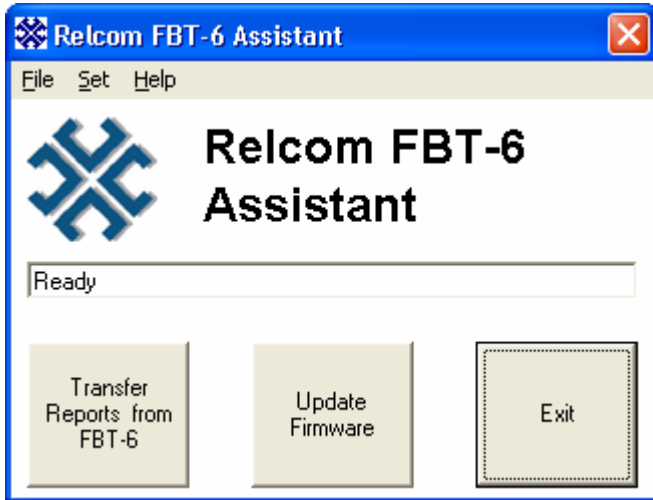 Relcom FBT-6 Assistant
File Set Help
Relcom FBT-6
Assistant
Ready
Transfer
Reports from
FBT-6
Update
Firmware
Exit